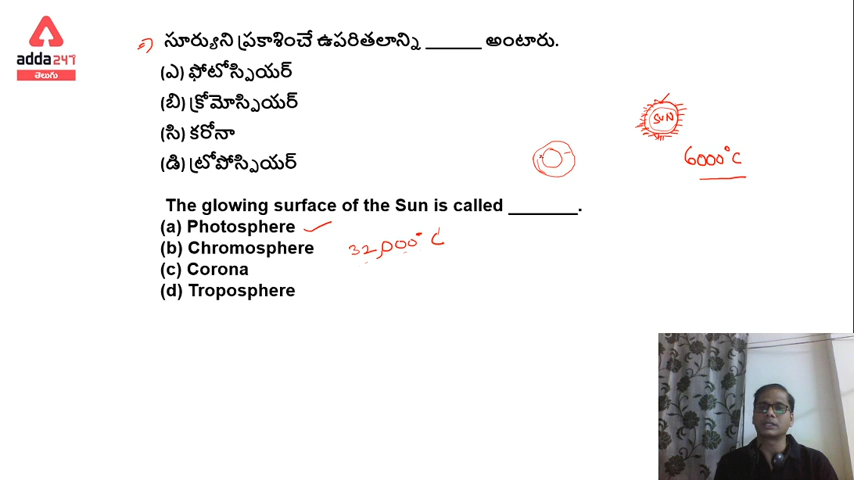 adda247
తెలుగు
సూర్యుని ప్రకాశించే ఉపరితలాన్ని ______ అంటారు.
(ఎ) ఫోటోస్పియర్
(బి) క్రోమోస్పియర్
(సి) కరోనా
(డి) ట్రోపోస్పియర్
SUN
6000°C
The glowing surface of the Sun is called _______.
(a) Photosphere
(b) Chromosphere
32,000°C
(c) Corona
(d) Troposphere